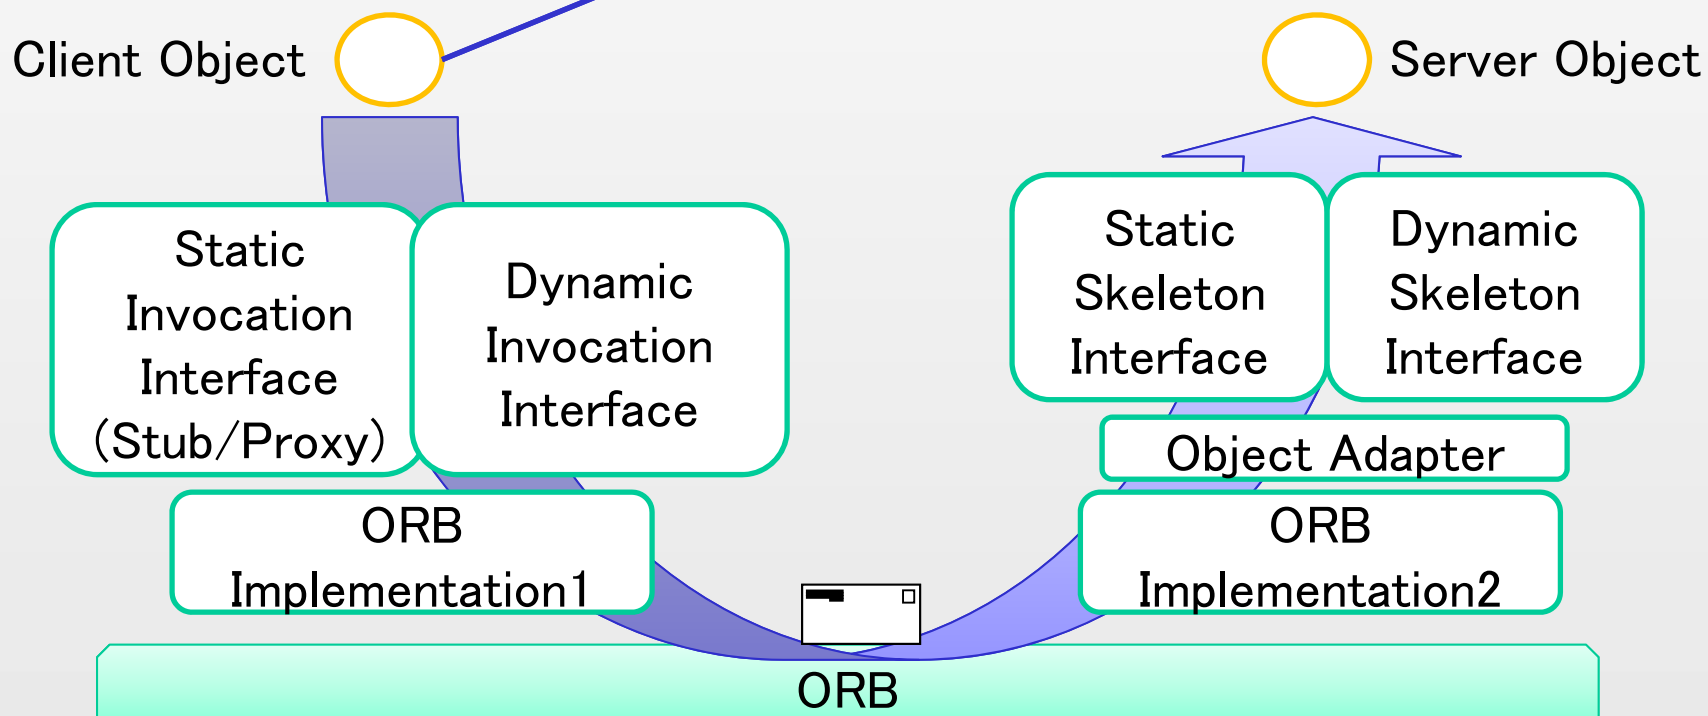 Client Object
Server Object
Static
Invocation
Interface
(Stub/Proxy)
Dynamic
Invocation
Interface
Static
Skeleton
Interface
Dynamic
Skeleton
Interface
Object Adapter
ORB
Implementation1
ORB
Implementation2
ORB